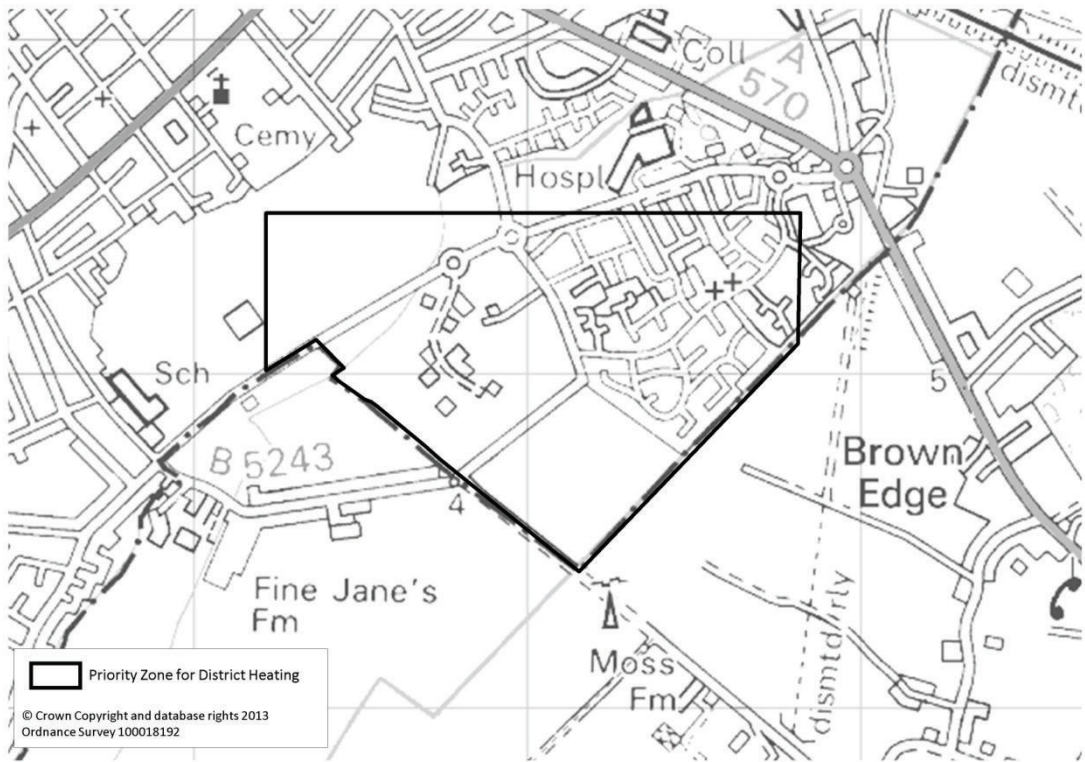 Coll
A
570
dismt
Cemy
Hospl
Sch
5
B 5243
Brown
Edge
4
Fine Jane's
Fm
Moss
Fm
dismtd rly
Priority Zone for District Heating
© Crown Copyright and database rights 2013
Ordnance Survey 100018192